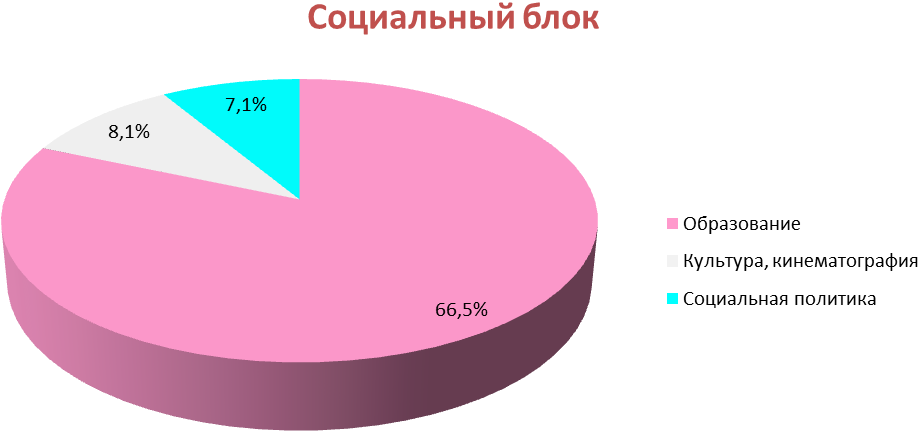 Социальный блок
7,1%
8,1%
66,5%
Образование
Культура, кинематография
Социальная политика